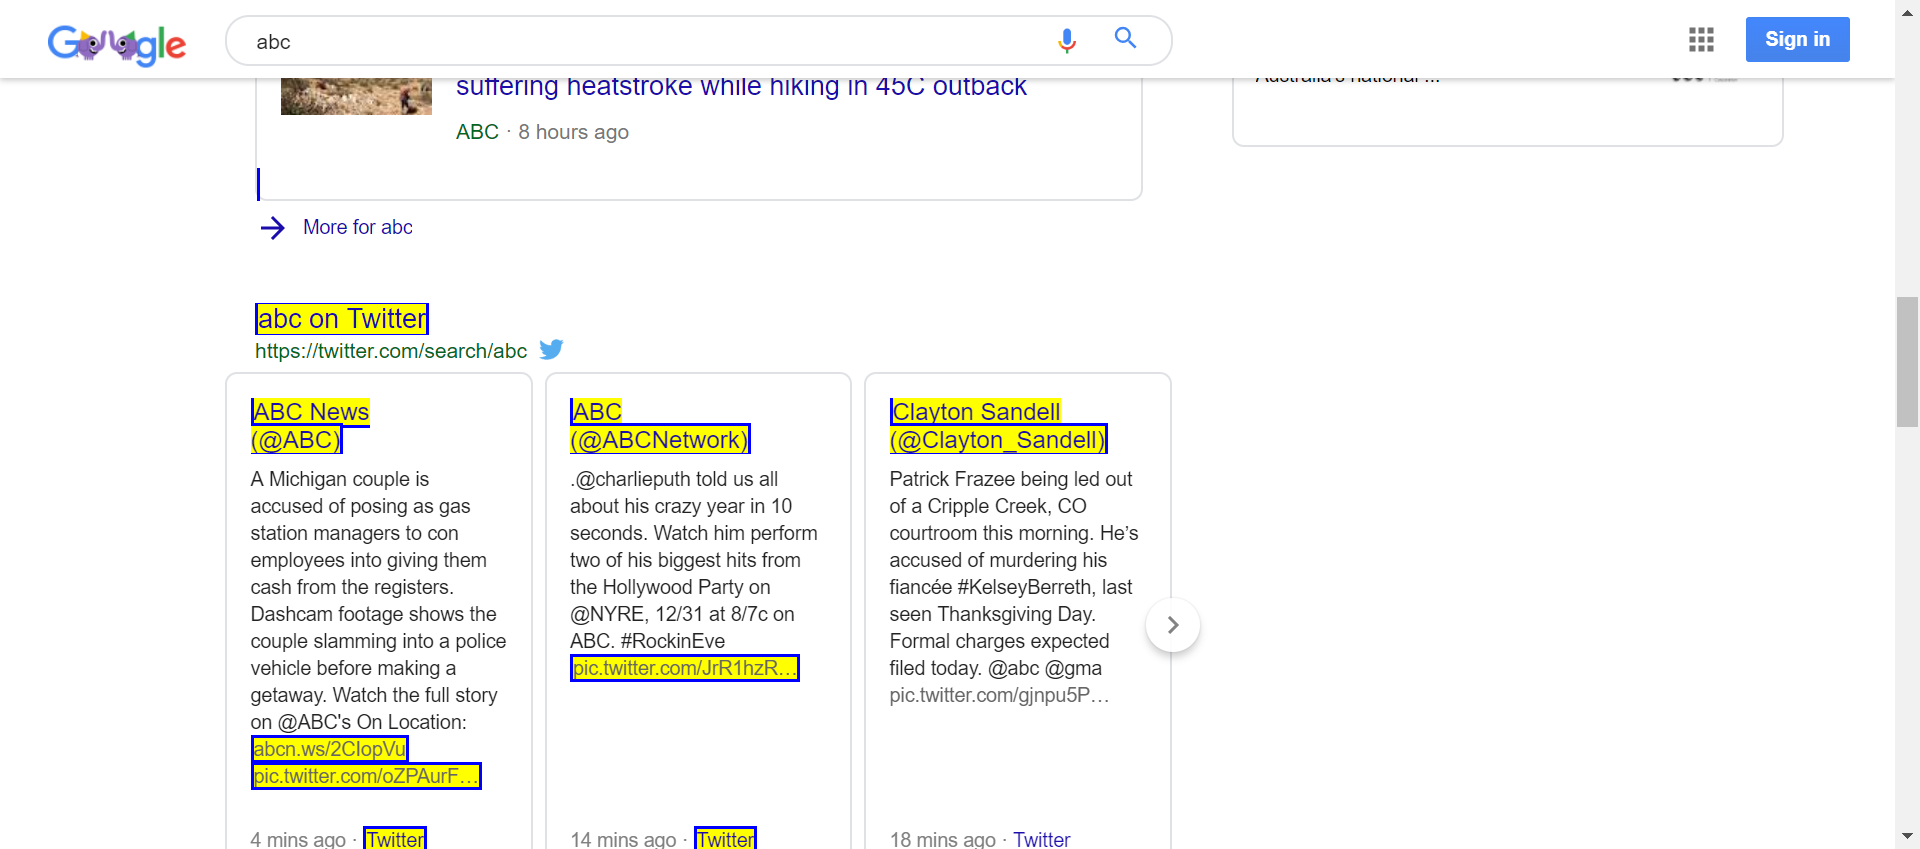 Google
abc
Sign in
suffering heatstroke while hiking in 45C outback
Australia's national ...
ABC · 8 hours ago
More for abc
abc on Twitter
https://twitter.com/search/abc
ABC News
(@ABC)
A Michigan couple is
accused of posing as gas
station managers to con
employees into giving them
cash from the registers.
Dashcam footage shows the
couple slamming into a police
vehicle before making a
getaway. Watch the full story
on @ABC's On Location:
abcn.ws/2CIopVu
pic.twitter.com/oZPAurF…
4 mins ago · Twitter
ABC
(@ABCNetwork)
.@charlieputh told us all
about his crazy year in 10
seconds. Watch him perform
two of his biggest hits from
the Hollywood Party on
@NYRE, 12/31 at 8/7c on
ABC. #RockinEve
pic.twitter.com/JrR1hzR…
14 mins ago · Twitter
Clayton Sandell
(@Clayton_Sandell)
Patrick Frazee being led out
of a Cripple Creek, CO
courtroom this morning. He’s
accused of murdering his
fiancée #KelseyBerreth, last
seen Thanksgiving Day.
Formal charges expected
filed today. @abc @gma
pic.twitter.com/gjnpu5P…
18 mins ago · Twitter